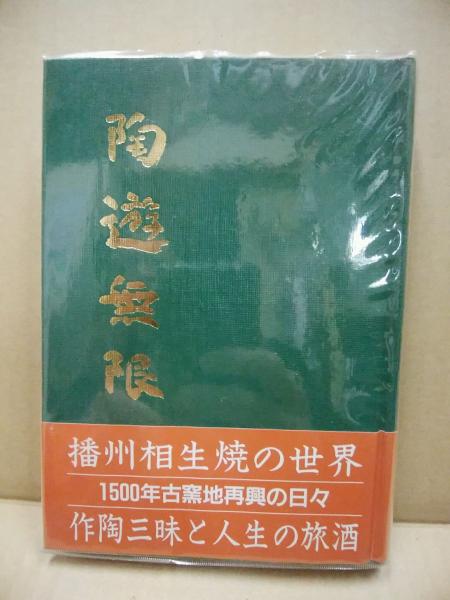 陶遊無限
播州相生焼の世界
1500年古窯地再興の日々
作陶三昧と人生の旅酒